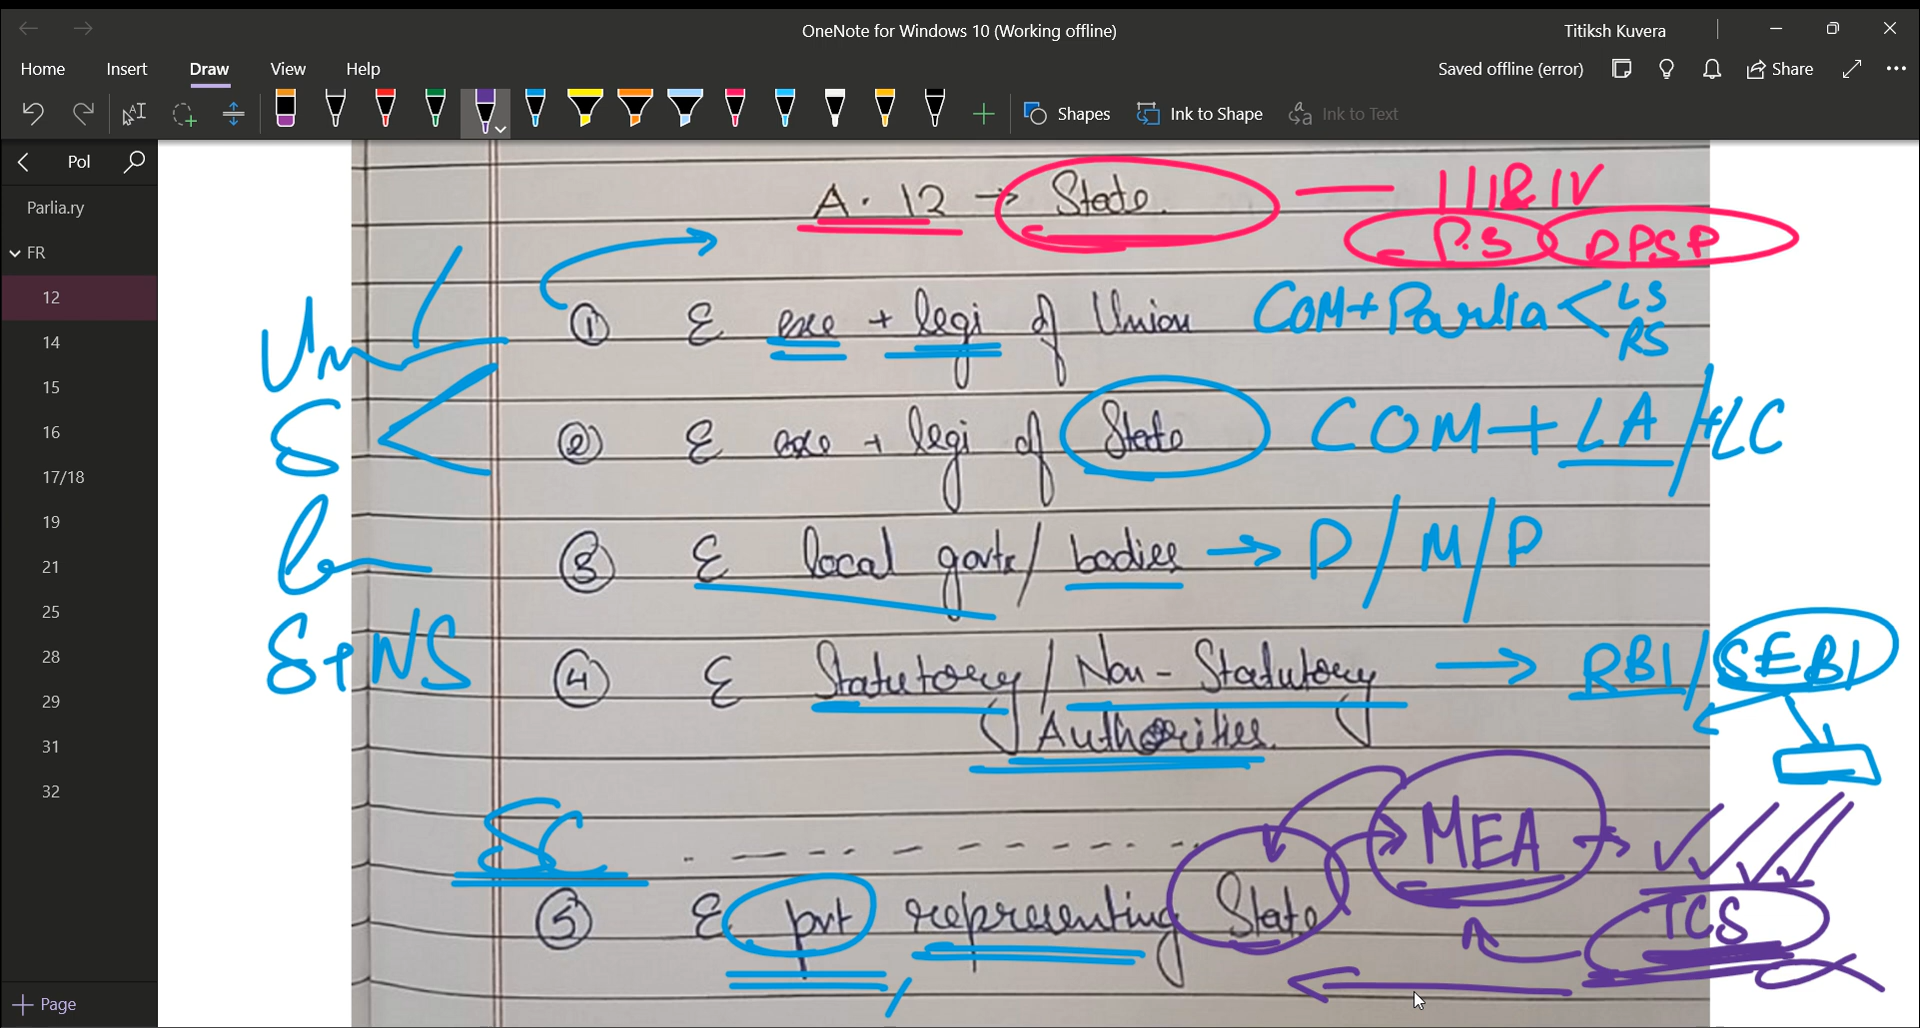 OneNote for Windows 10 (Working offline)
Titiksh Kuvera
Home Insert Draw View Help
Saved offline (error) Share
Shapes Ink to Shape Ink to Text
Pol
Parlia.ry
FR
12
14
15
16
17/18
19
21
25
28
29
31
32
Page
A. 12 → State. — III & IV
DPSP
① Ɛ exe + legi of Union COM + Parlia < LS
RS
② Ɛ exe + legi of State COM + LA / + LC
S
③ Ɛ local govts / bodies → D / M / P
S + NS
④ Ɛ Statutory / Non - Statutory → RBI / SEBI
Authorities.
SC
MEA →
⑤ Ɛ pvt representing State TCS